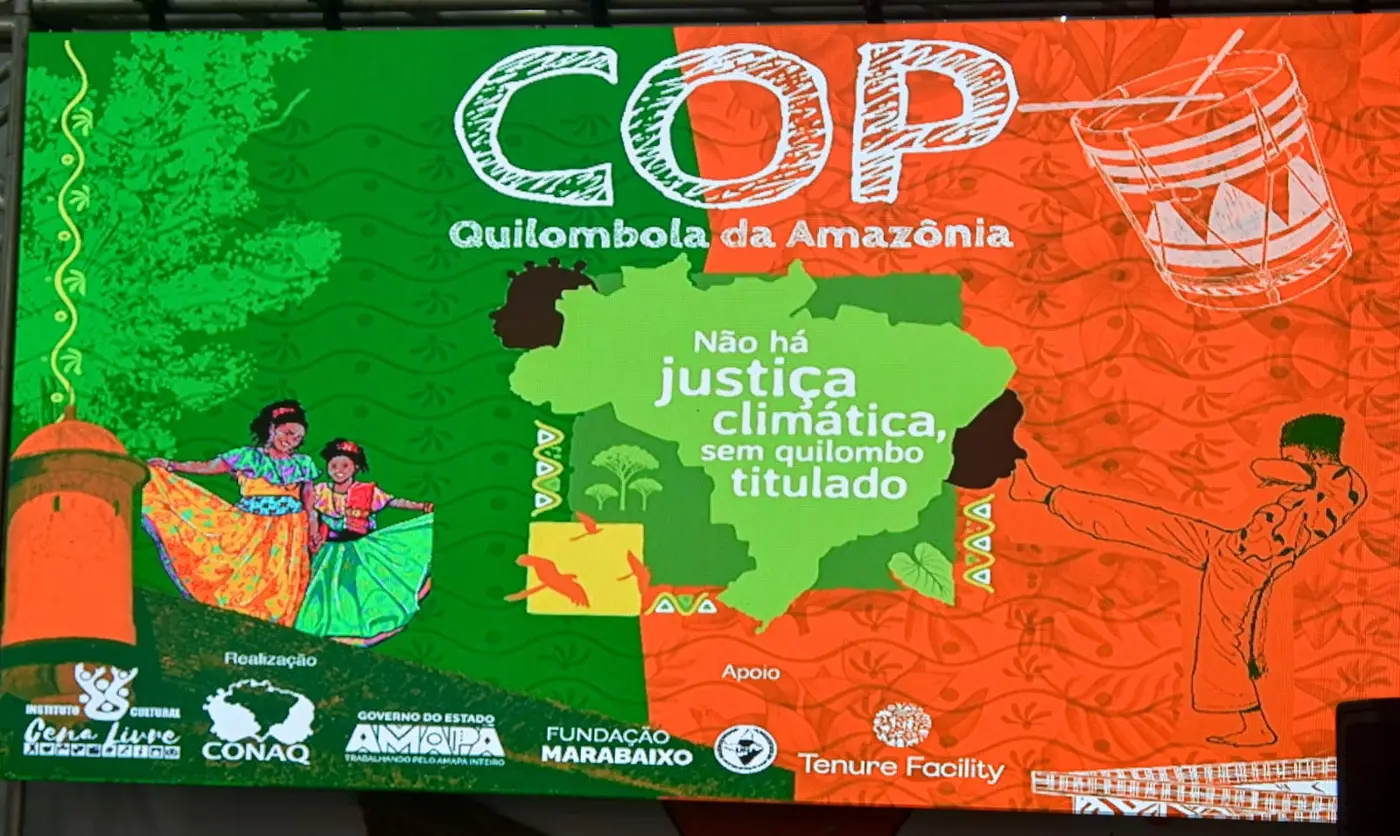 COP
Quilombola da Amazônia
Não há
justiça
climática,
sem quilombo
titulado
Realização
Apoio
INSTITUTO CULTURAL
Cena Livre
CONAQ
GOVERNO DO ESTADO
AMAPÁ
TRABALHANDO PELO AMAPÁ INTEIRO
FUNDAÇÃO
MARABAIXO
Tenure Facility